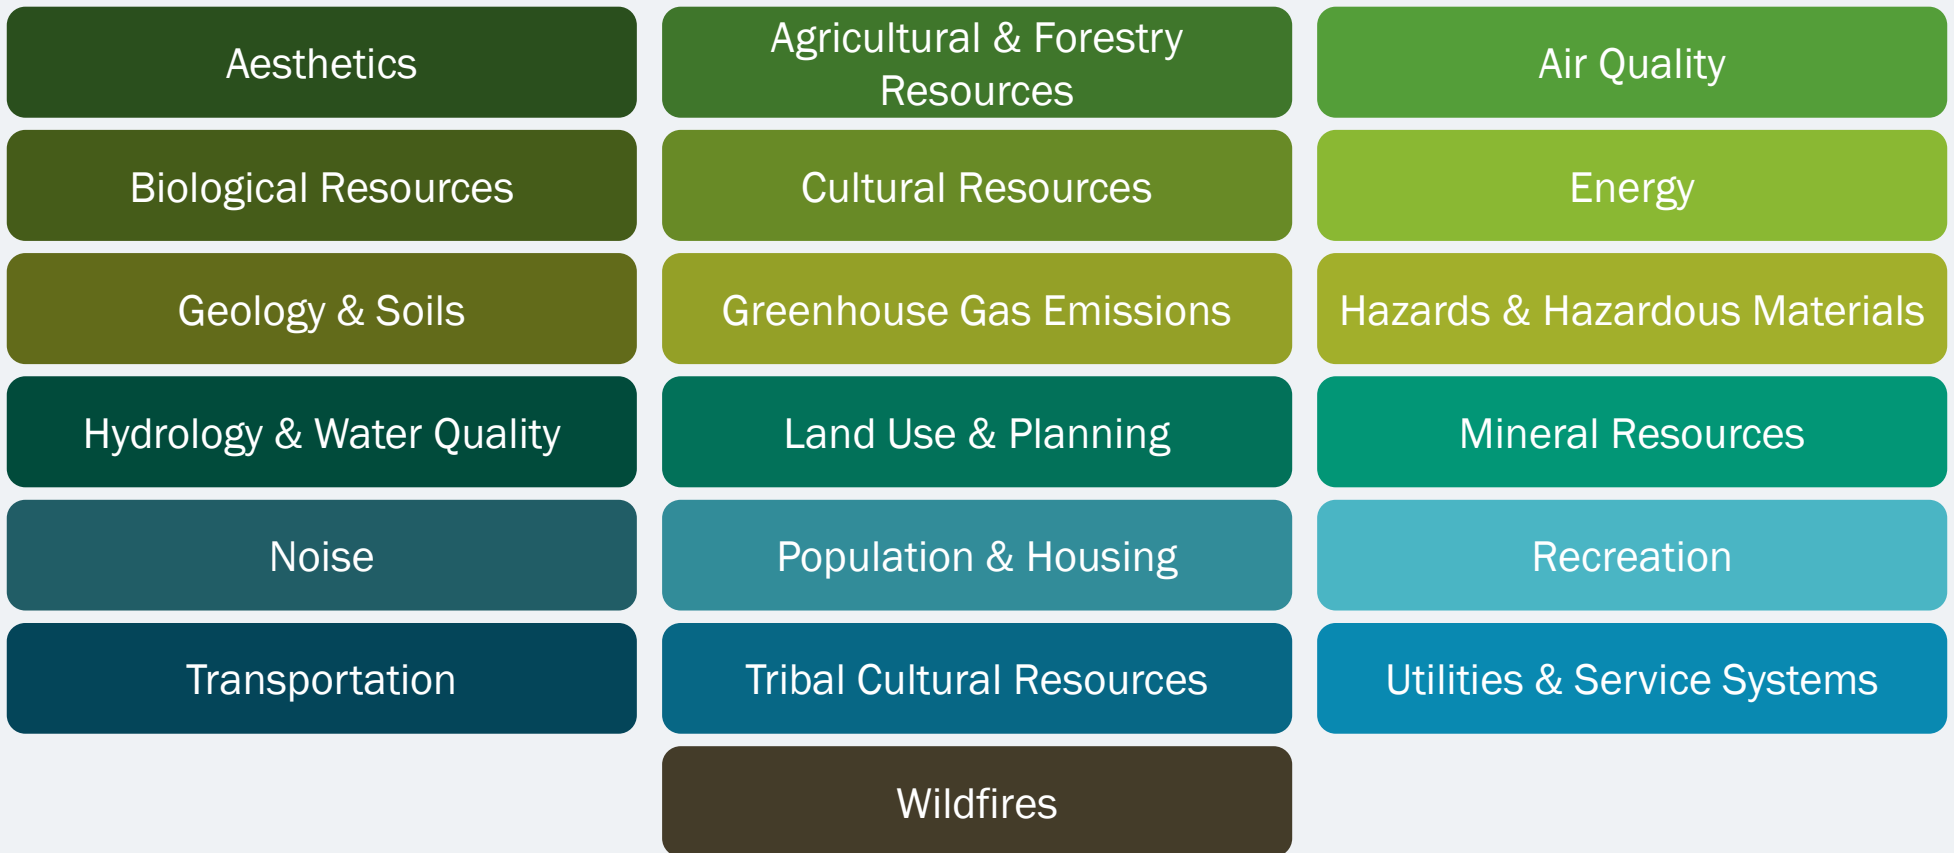 Aesthetics
Agricultural & Forestry
Resources
Air Quality
Biological Resources
Cultural Resources
Energy
Geology & Soils
Greenhouse Gas Emissions
Hazards & Hazardous Materials
Hydrology & Water Quality
Land Use & Planning
Mineral Resources
Noise
Population & Housing
Recreation
Transportation
Tribal Cultural Resources
Utilities & Service Systems
Wildfires